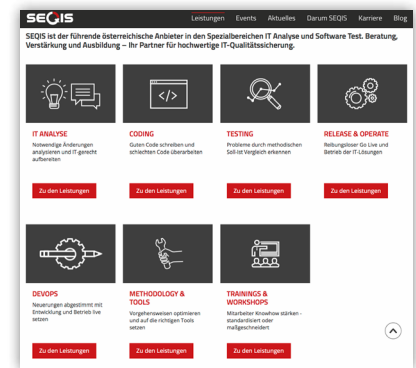 SEQIS
Leistungen Events Aktuelles Darum SEQIS Karriere Blog
SEQIS ist der führende österreichische Anbieter in den Spezialbereichen IT Analyse und Software Test. Beratung,
Verstärkung und Ausbildung – Ihr Partner für hochwertige IT-Qualitätssicherung.
</>
IT ANALYSE
Notwendige Änderungen
analysieren und IT-gerecht
aufbereiten
Zu den Leistungen
CODING
Guten Code schreiben und
schlechten Code überarbeiten
Zu den Leistungen
TESTING
Probleme durch methodischen
Soll-Ist Vergleich erkennen
Zu den Leistungen
RELEASE & OPERATE
Reibungsloser Go Live und
Betrieb der IT-Lösungen
Zu den Leistungen
DEVOPS
Neuerungen abgestimmt mit
Entwicklung und Betrieb live
setzen
Zu den Leistungen
METHODOLOGY &
TOOLS
Vorgehensweisen optimieren
und auf die richtigen Tools
setzen
Zu den Leistungen
TRAININGS &
WORKSHOPS
Mitarbeiter Knowhow stärken -
standardisiert oder
maßgeschneidert
Zu den Leistungen